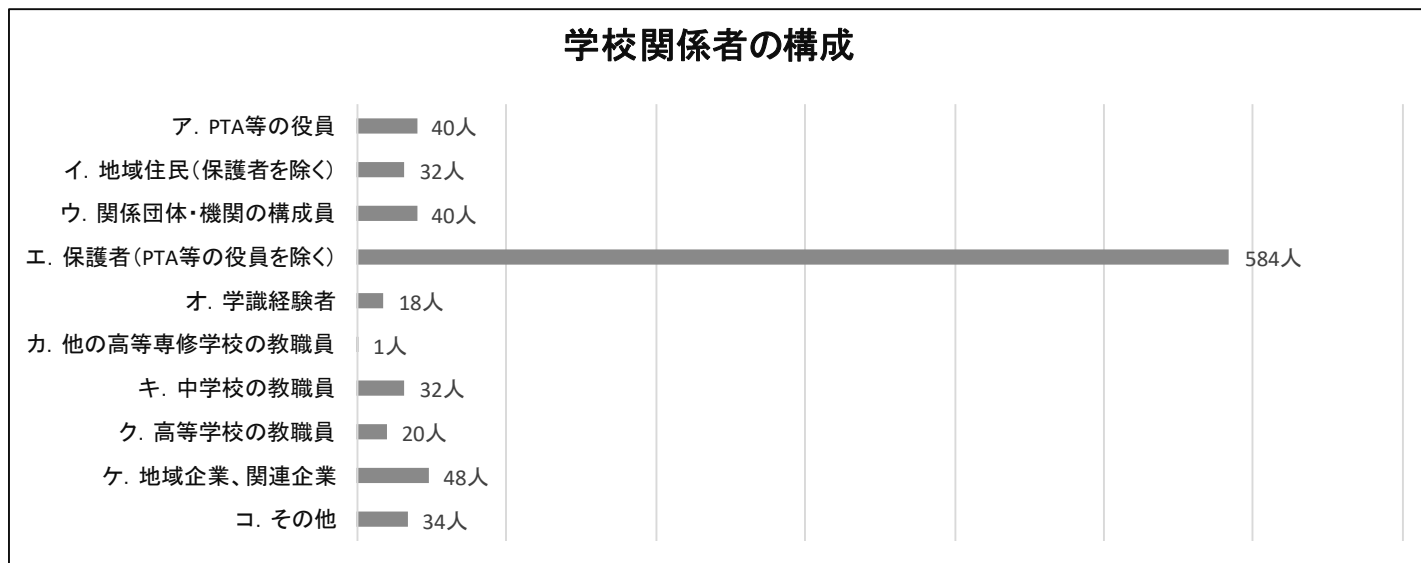 学校関係者の構成
ア. PTA等の役員 40人
イ. 地域住民(保護者を除く) 32人
ウ. 関係団体・機関の構成員 40人
エ. 保護者(PTA等の役員を除く) 584人
オ. 学識経験者 18人
カ. 他の高等専修学校の教職員 1人
キ. 中学校の教職員 32人
ク. 高等学校の教職員 20人
ケ. 地域企業、関連企業 48人
コ. その他 34人